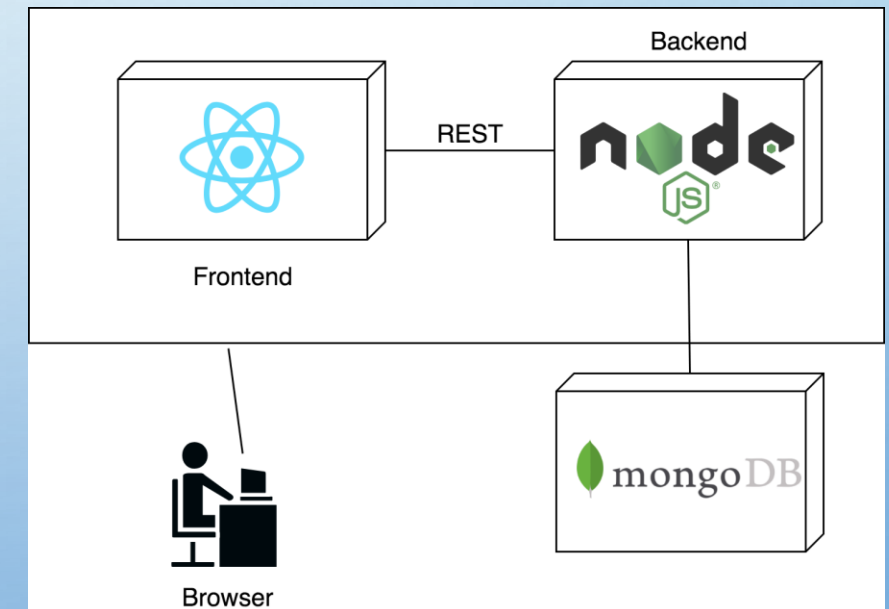 Backend
node
JS®
REST
Frontend
mongoDB
Browser